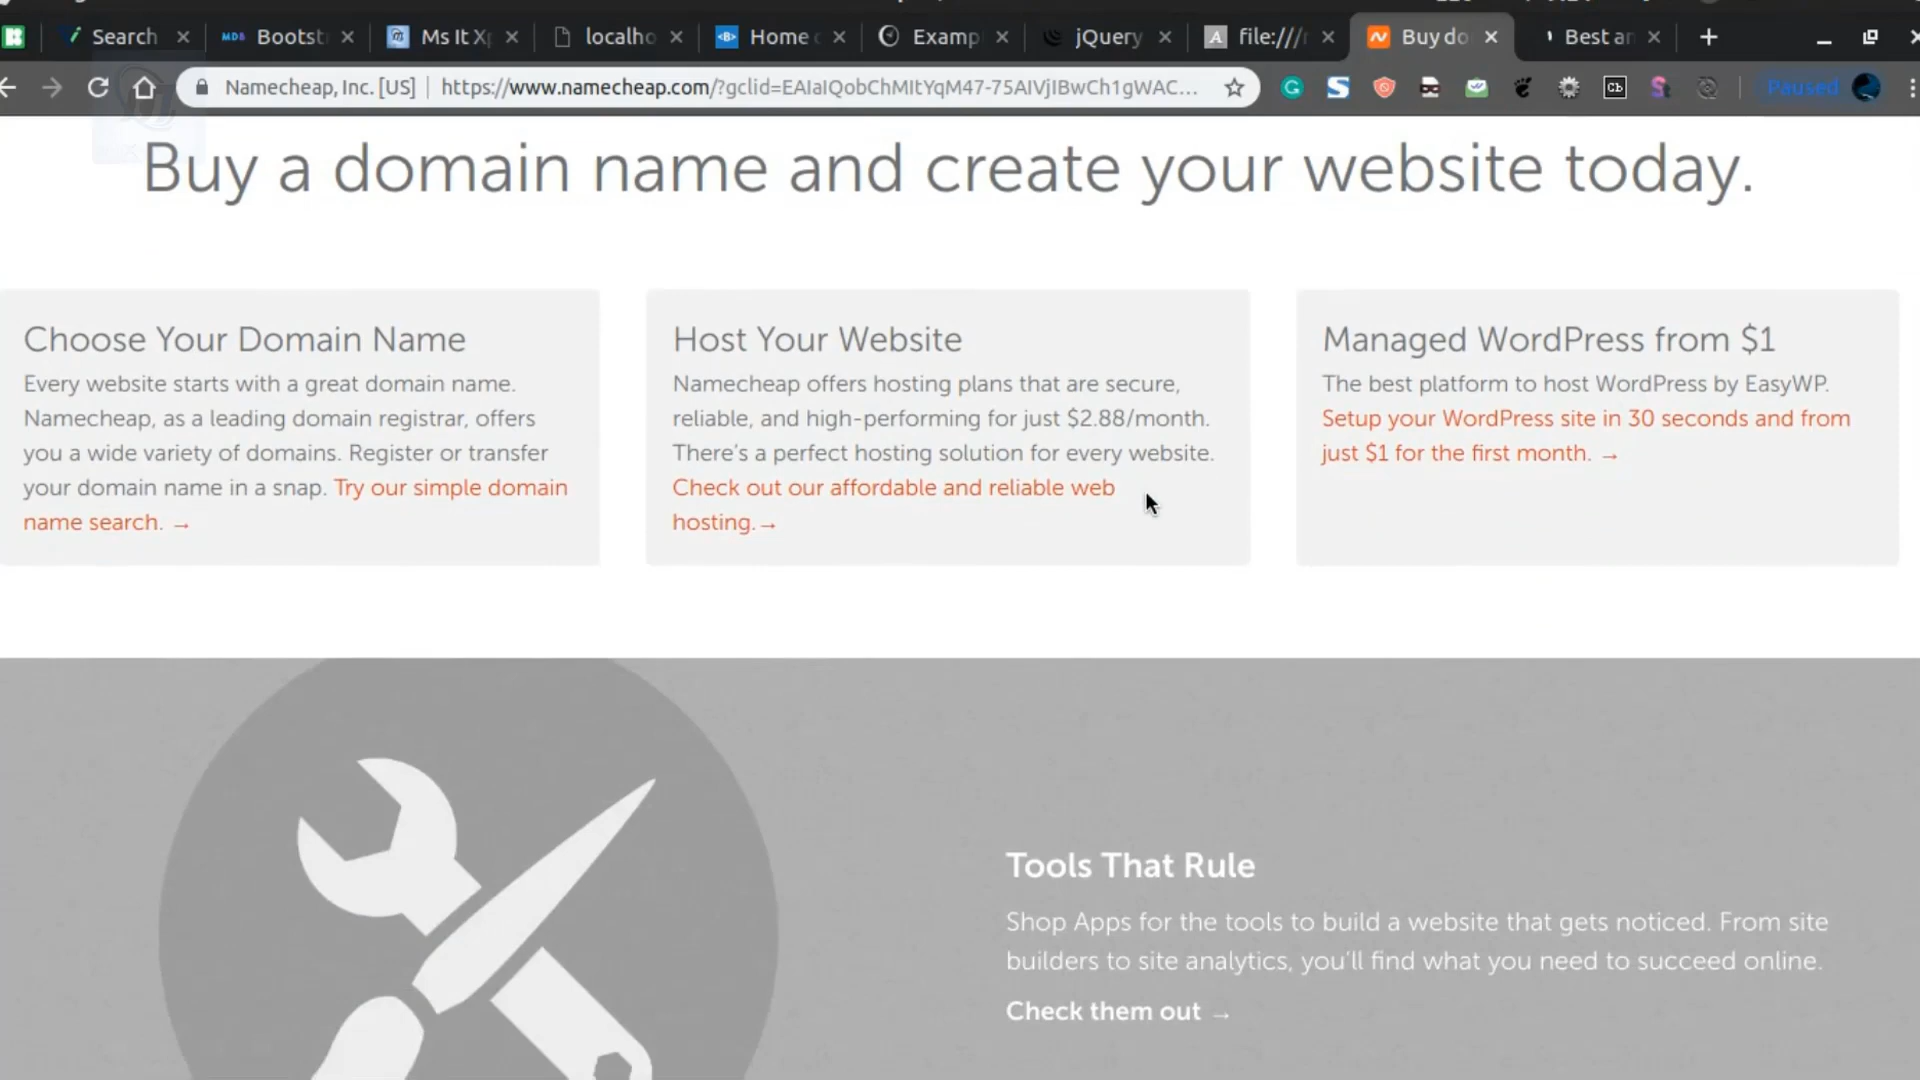 Search
MDB Bootst
Ms It Xp
localho
Home
Examp
jQuery
A file:///
Buy do
Best an
Namecheap, Inc. [US] | https://www.namecheap.com/?gclid=EAIaIQobChMItYqM47-75AIVjIBwCh1gWAC...
Paused
Buy a domain name and create your website today.
Choose Your Domain Name
Every website starts with a great domain name.
Namecheap, as a leading domain registrar, offers
you a wide variety of domains. Register or transfer
your domain name in a snap. Try our simple domain
name search. →
Host Your Website
Namecheap offers hosting plans that are secure,
reliable, and high-performing for just $2.88/month.
There's a perfect hosting solution for every website.
Check out our affordable and reliable web
hosting.→
Managed WordPress from $1
The best platform to host WordPress by EasyWP.
Setup your WordPress site in 30 seconds and from
just $1 for the first month. →
Tools That Rule
Shop Apps for the tools to build a website that gets noticed. From site
builders to site analytics, you'll find what you need to succeed online.
Check them out →